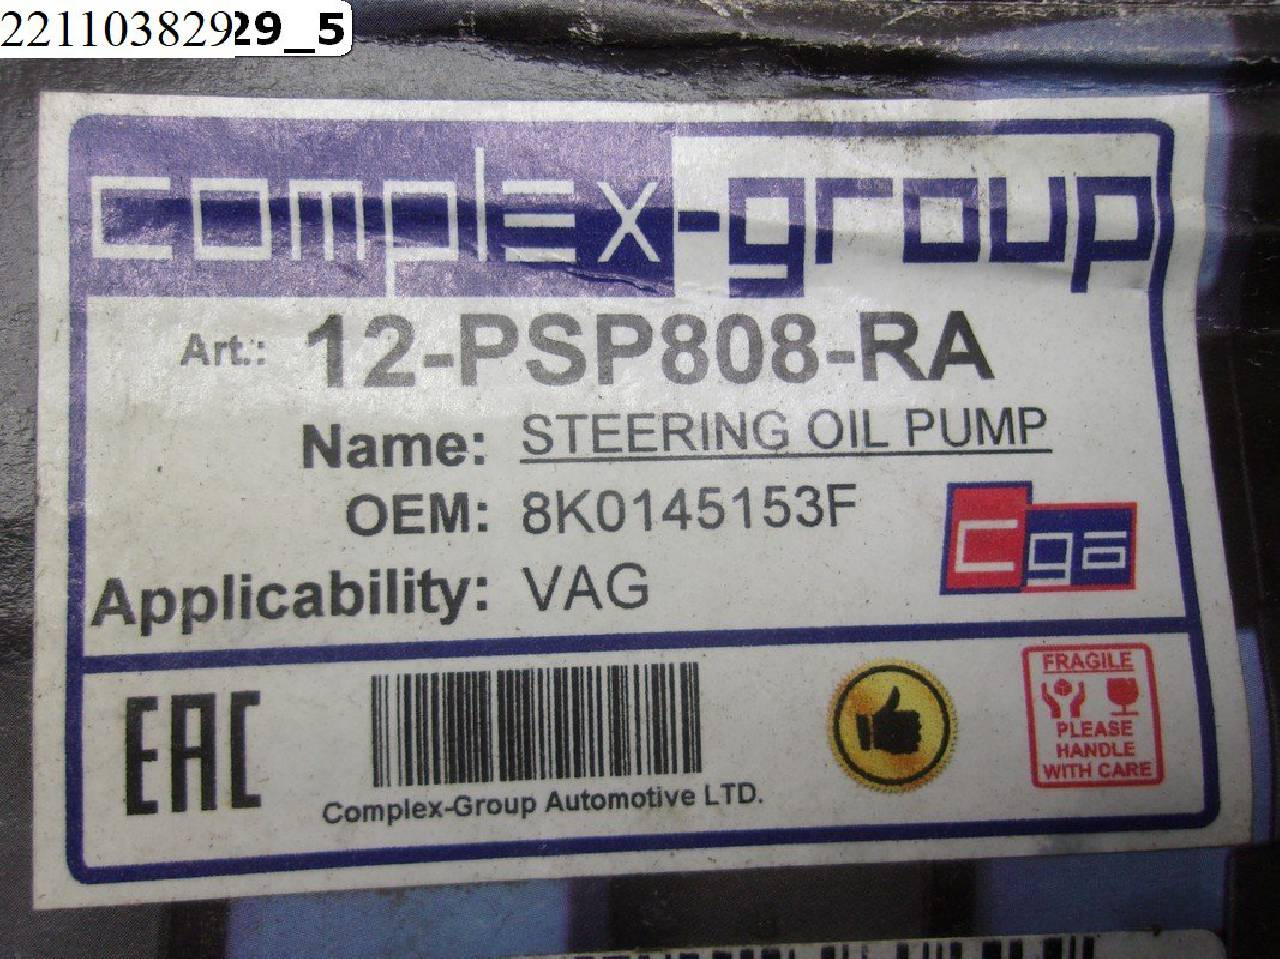 22110383829_5
complex-group
Art.: 12-PSP808-RA
Name: STEERING OIL PUMP
OEM: 8K0145153F
cga
Applicability: VAG
EAC
Complex-Group Automotive LTD.
FRAGILE
PLEASE
HANDLE
WITH CARE